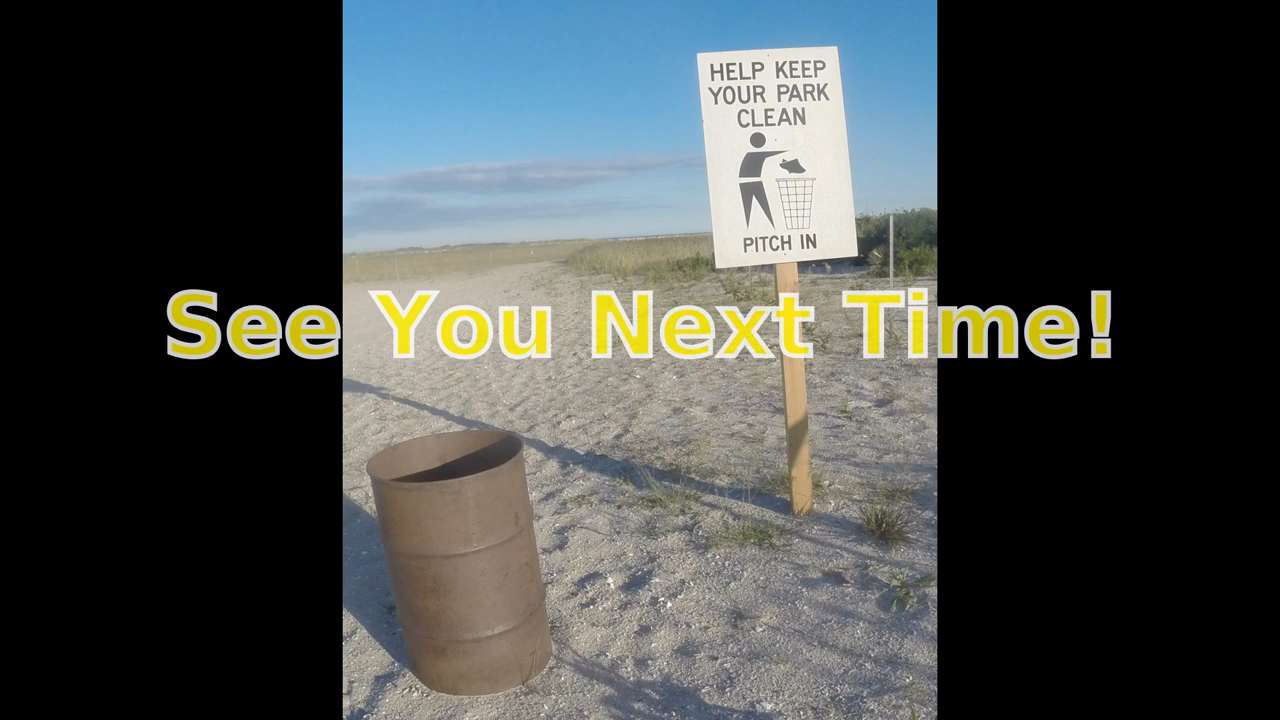 HELP KEEP
YOUR PARK
CLEAN
PITCH IN
See You Next Time!